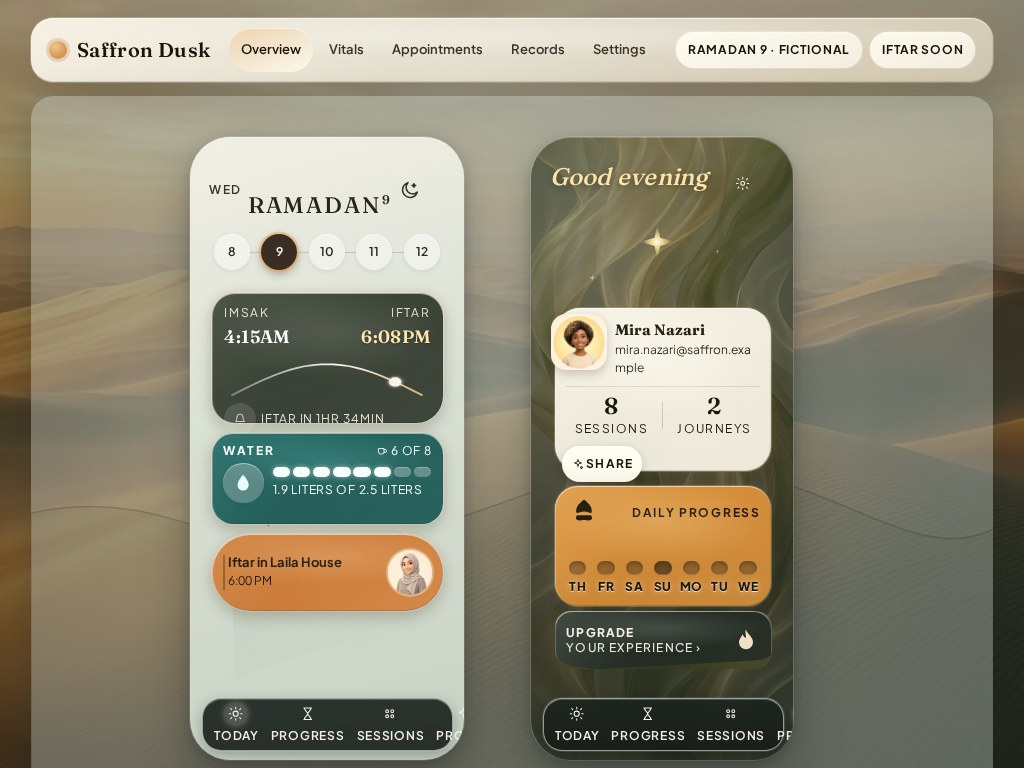 Saffron Dusk
Overview
Vitals
Appointments
Records
Settings
RAMADAN 9 · FICTIONAL
IFTAR SOON
WED
RAMADAN9
8
9
10
11
12
IMSAK
IFTAR
4:15AM
6:08PM
IFTAR IN 1HR 34MIN
WATER
6 OF 8
1.9 LITERS OF 2.5 LITERS
Iftar in Laila House
6:00 PM
TODAY
PROGRESS
SESSIONS
Good evening
Mira Nazari
mira.nazari@saffron.exa
mple
8
2
SESSIONS
JOURNEYS
SHARE
DAILY PROGRESS
TH FR SA SU MO TU WE
UPGRADE
YOUR EXPERIENCE ›
TODAY
PROGRESS
SESSIONS